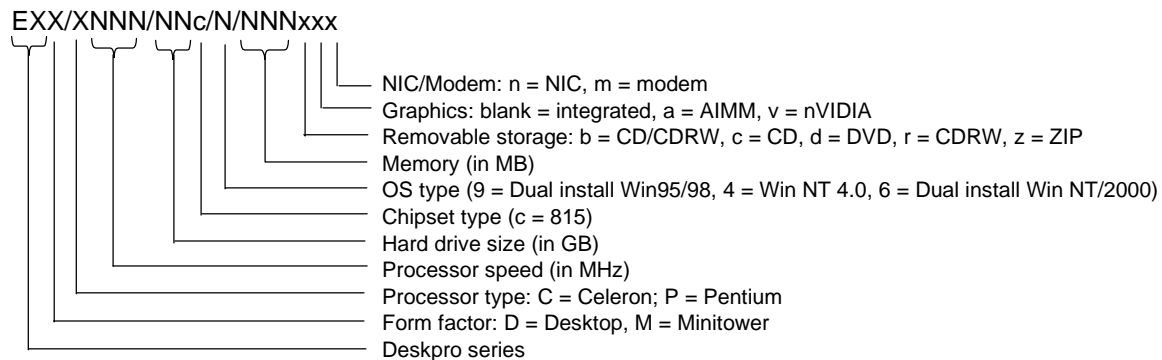 EXX/XNNN/NNc/N/NNNxxx
NIC/Modem: n = NIC, m = modem
Graphics: blank = integrated, a = AIMM, v = nVIDIA
Removable storage: b = CD/CDRW, c = CD, d = DVD, r = CDRW, z = ZIP
Memory (in MB)
OS type (9 = Dual install Win95/98, 4 = Win NT 4.0, 6 = Dual install Win NT/2000)
Chipset type (c = 815)
Hard drive size (in GB)
Processor speed (in MHz)
Processor type: C = Celeron; P = Pentium
Form factor: D = Desktop, M = Minitower
Deskpro series